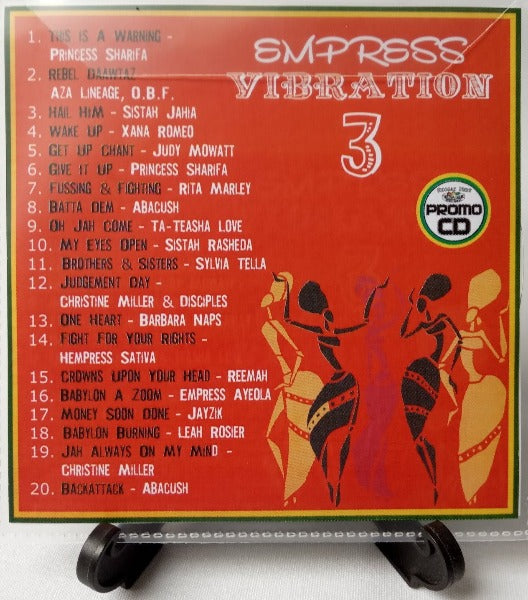 EMPRESS
VIBRATION
3
1. THIS IS A WARNING -
PRINCESS SHARIFA
2. REBEL DAAWTAZ
AZA LINEAGE, O.B.F.
3. HAIL HIM - SISTAH JAHIA
4. WAKE UP - XANA ROMEO
5. GET UP CHANT - JUDY MOWATT
6. GIVE IT UP - PRINCESS SHARIFA
7. FUSSING & FIGHTING - RITA MARLEY
8. BATTA DEM - ABACUSH
9. OH JAH COME - TA-TEASHA LOVE
10. MY EYES OPEN - SISTAH RASHEDA
11. BROTHERS & SISTERS - SYLVIA TELLA
12. JUDGEMENT DAY -
CHRISTINE MILLER & DISCIPLES
13. ONE HEART - BARBARA NAPS
14. FIGHT FOR YOUR RIGHTS -
HEMPRESS SATIVA
15. CROWNS UPON YOUR HEAD - REEMAH
16. BABYLON A ZOOM - EMPRESS AYEOLA
17. MONEY SOON DONE - JAYZIK
18. BABYLON BURNING - LEAH ROSIER
19. JAH ALWAYS ON MY MIND -
CHRISTINE MILLER
20. BACKATTACK - ABACUSH
PROMO
CD